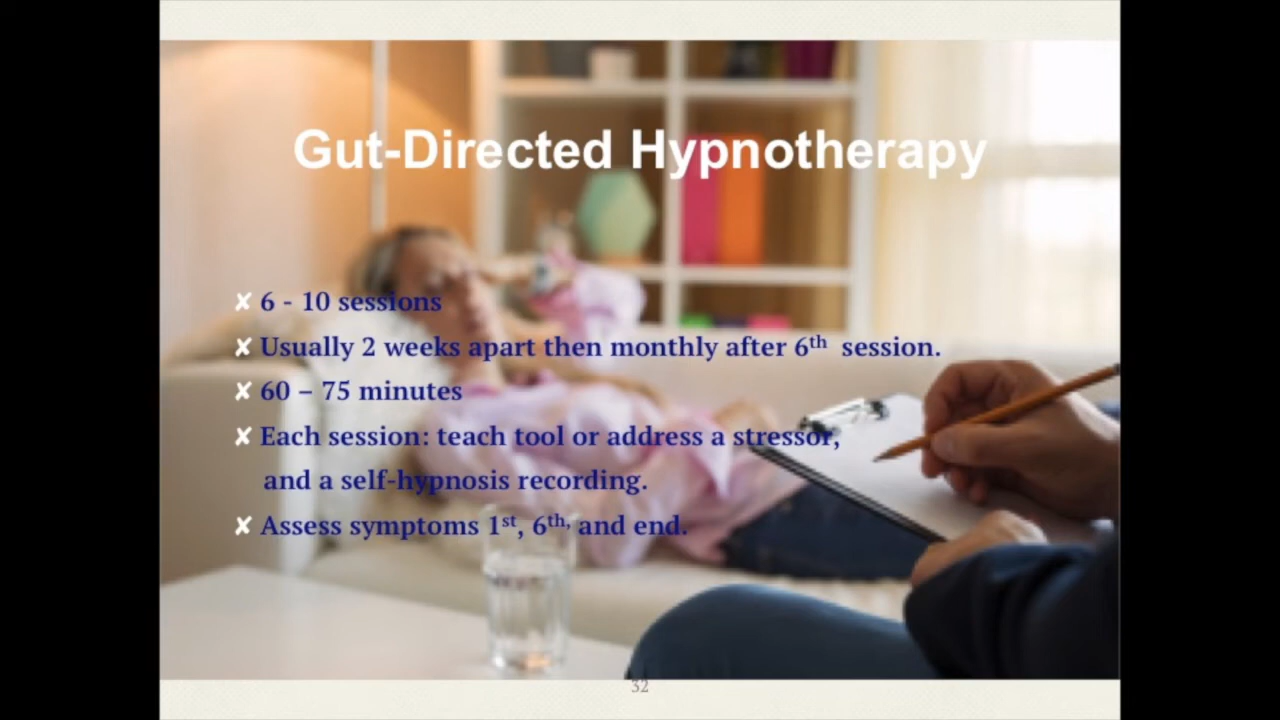 Gut-Directed Hypnotherapy
✘ 6 - 10 sessions
✘ Usually 2 weeks apart then monthly after 6th session.
✘ 60 – 75 minutes
✘ Each session: teach tool or address a stressor,
and a self-hypnosis recording.
✘ Assess symptoms 1st, 6th, and end.
32